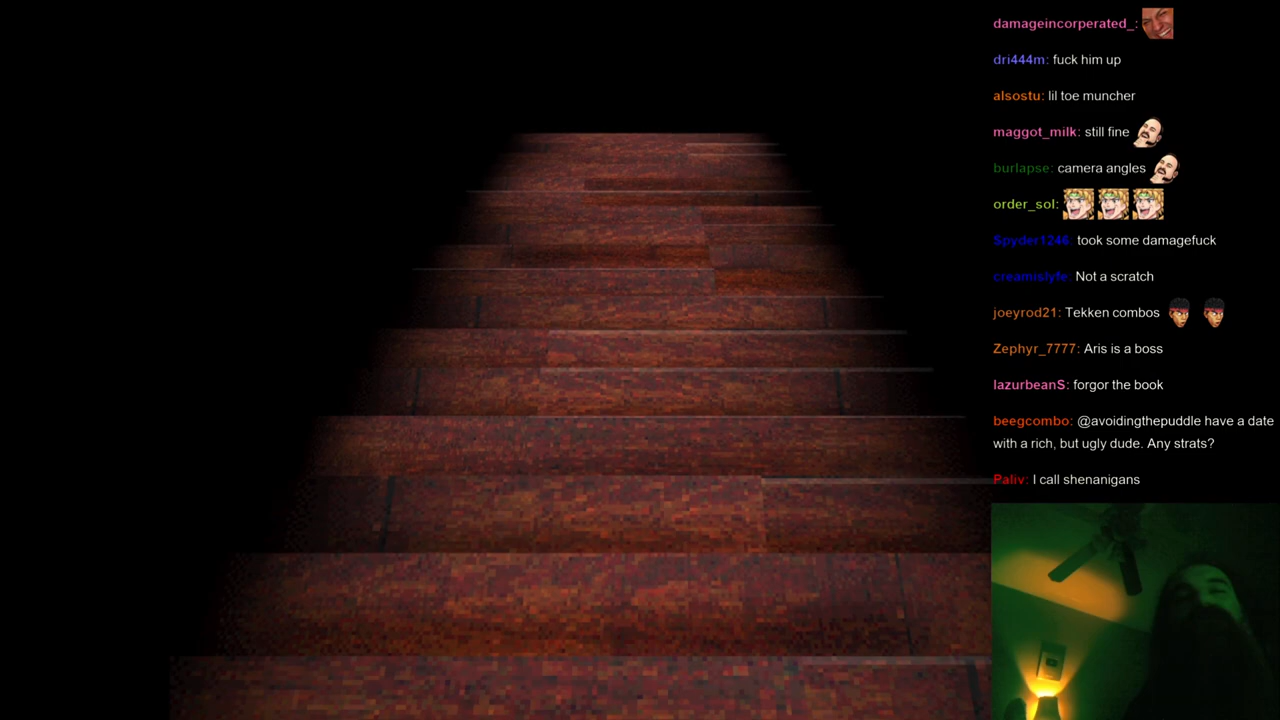 damageincorperated_:
dri444m: fuck him up
alsostu: lil toe muncher
maggot_milk: still fine
burlapse: camera angles
order_sol:
Spyder1246: took some damagefuck
creamislyfe: Not a scratch
joeyrod21: Tekken combos
Zephyr_7777: Aris is a boss
lazurbeanS: forgor the book
beegcombo: @avoidingthepuddle have a date
with a rich, but ugly dude. Any strats?
Paliv: I call shenanigans